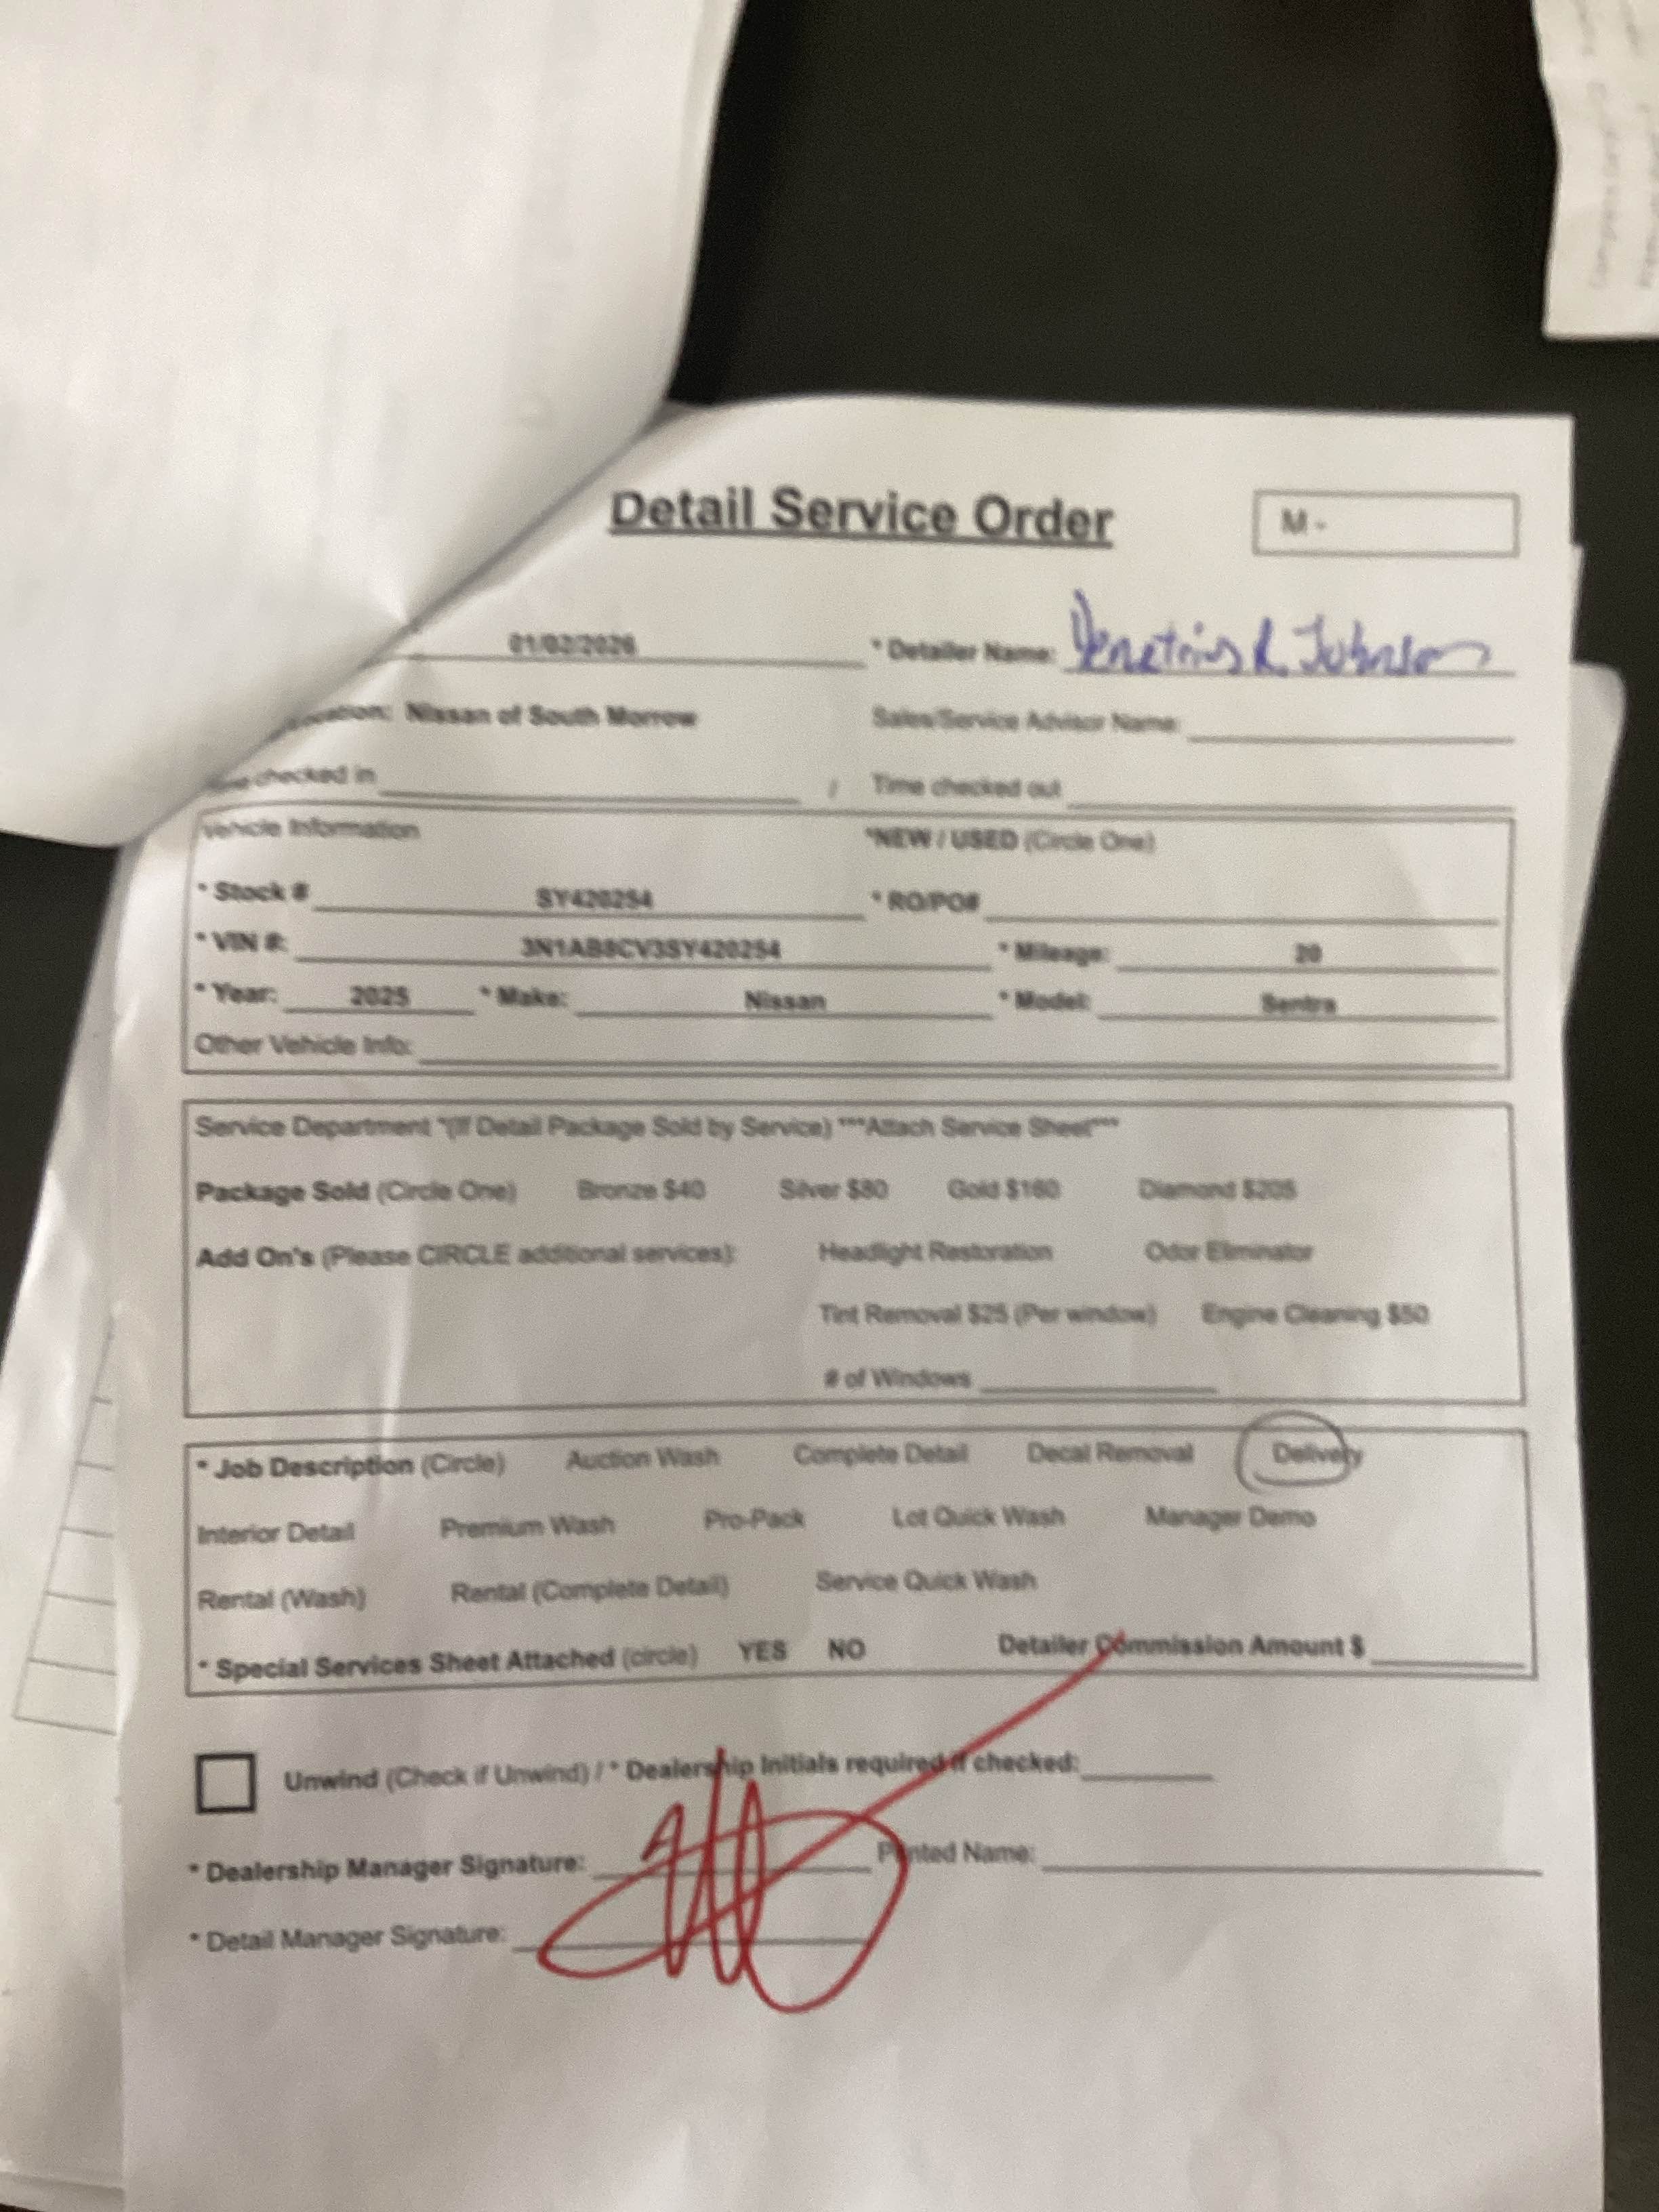 Detail Service Order
M -
01/02/2026 * Detailer Name: Johnson
Nissan of South Morrow Sales/Service Advisor Name:
checked in / Time checked out
Vehicle Information *NEW / USED (Circle One)
* Stock # SY420254 * RO/PO#
* VIN #: 3N1AB8CV3SY420254 * Mileage: 20
* Year: 2025 * Make: Nissan * Model: Sentra
Other Vehicle Info:
Service Department *(If Detail Package Sold by Service) ***Attach Service Sheet***
Package Sold (Circle One) Bronze $40 Silver $80 Gold $160 Diamond $205
Add On's (Please CIRCLE additional services): Headlight Restoration Odor Eliminator
Tint Removal $25 (Per window) Engine Cleaning $50
# of Windows
* Job Description (Circle) Auction Wash Complete Detail Decal Removal Delivery
Interior Detail Premium Wash Pro-Pack Lot Quick Wash Manager Demo
Rental (Wash) Rental (Complete Detail) Service Quick Wash
* Special Services Sheet Attached (circle) YES NO Detailer Commission Amount $
Unwind (Check if Unwind) / * Dealership Initials required if checked:
* Dealership Manager Signature: Printed Name:
* Detail Manager Signature: